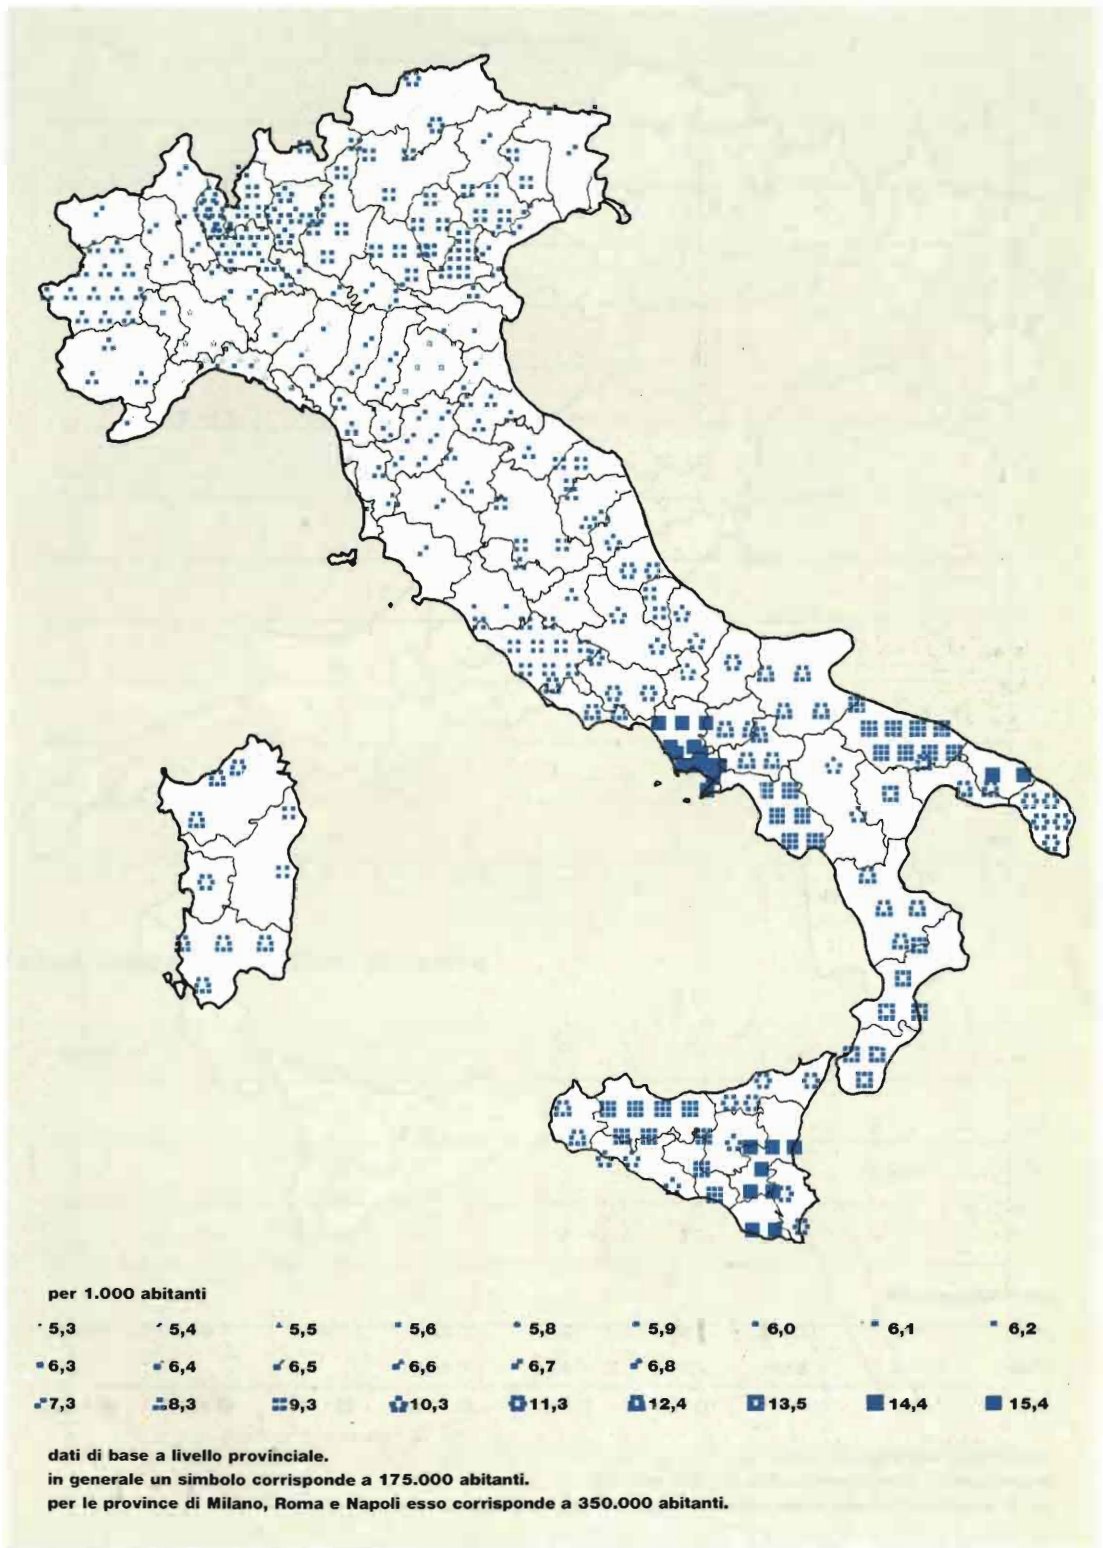 per 1.000 abitanti
5,3 5,4 5,5 5,6 5,8 5,9 6,0 6,1 6,2
6,3 6,4 6,5 6,6 6,7 6,8
7,3 8,3 9,3 10,3 11,3 12,4 13,5 14,4 15,4
dati di base a livello provinciale.
in generale un simbolo corrisponde a 175.000 abitanti.
per le province di Milano, Roma e Napoli esso corrisponde a 350.000 abitanti.